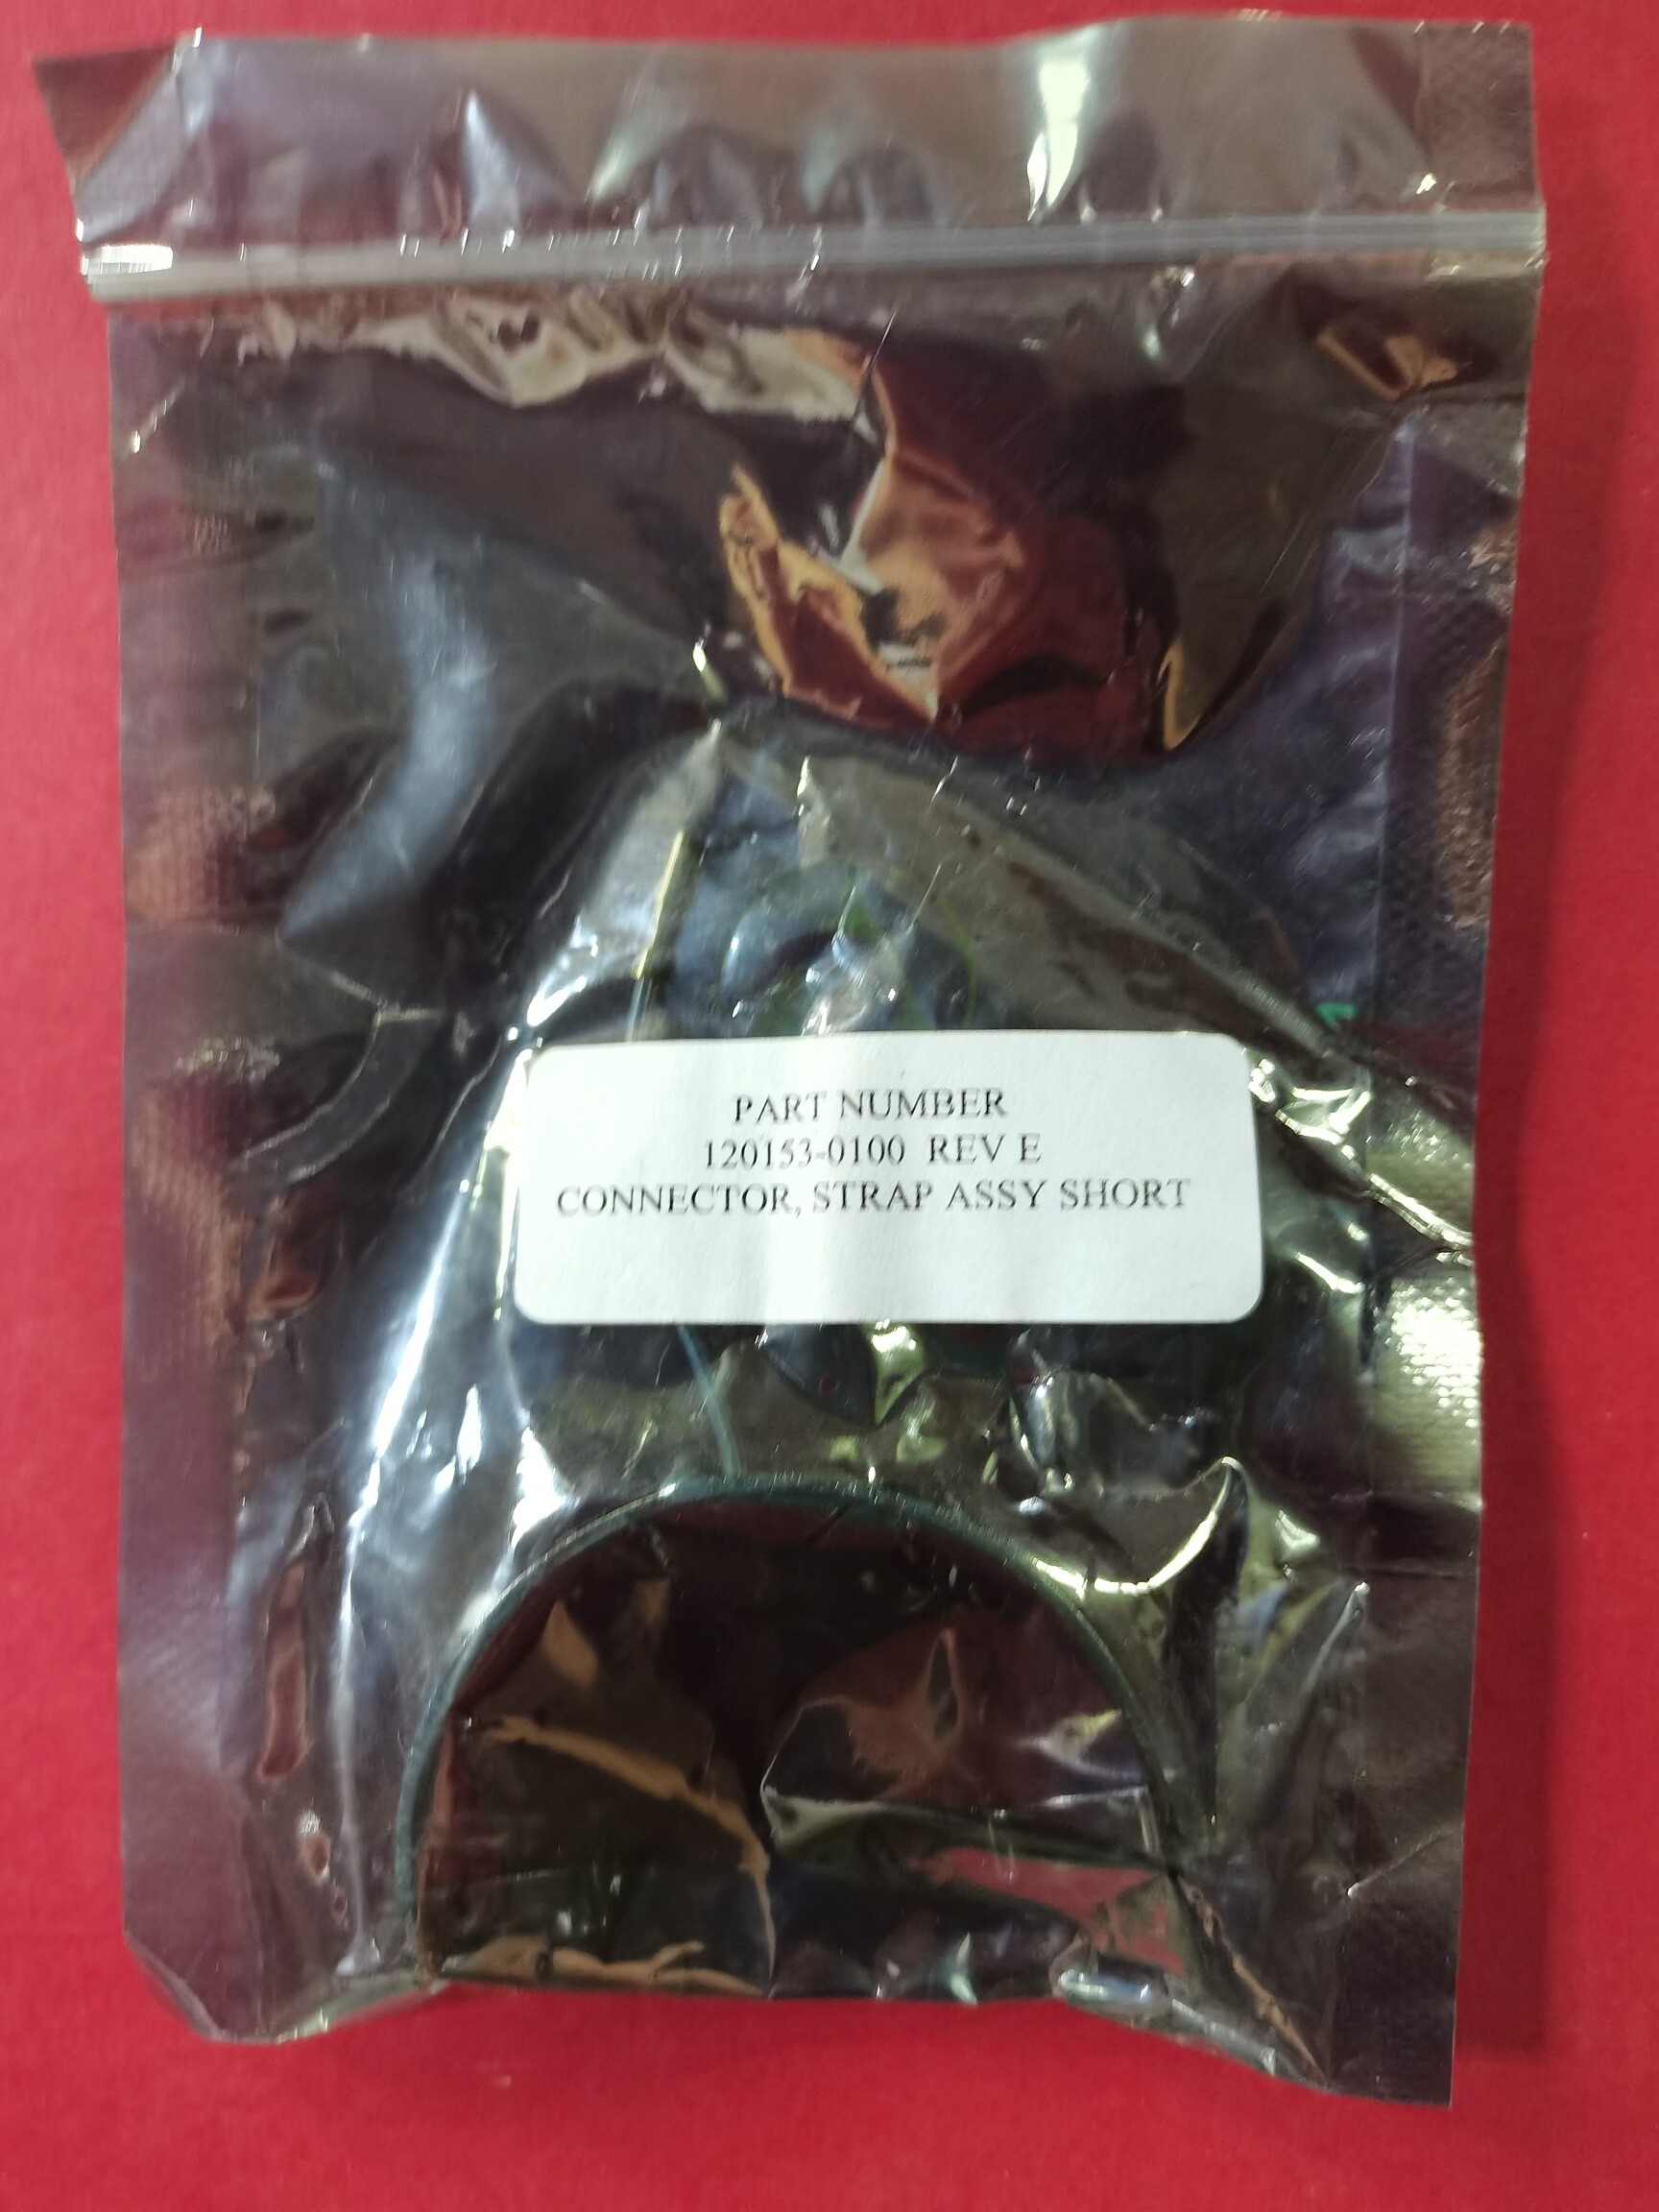 PART NUMBER
120153-0100 REV E
CONNECTOR, STRAP ASSY SHORT